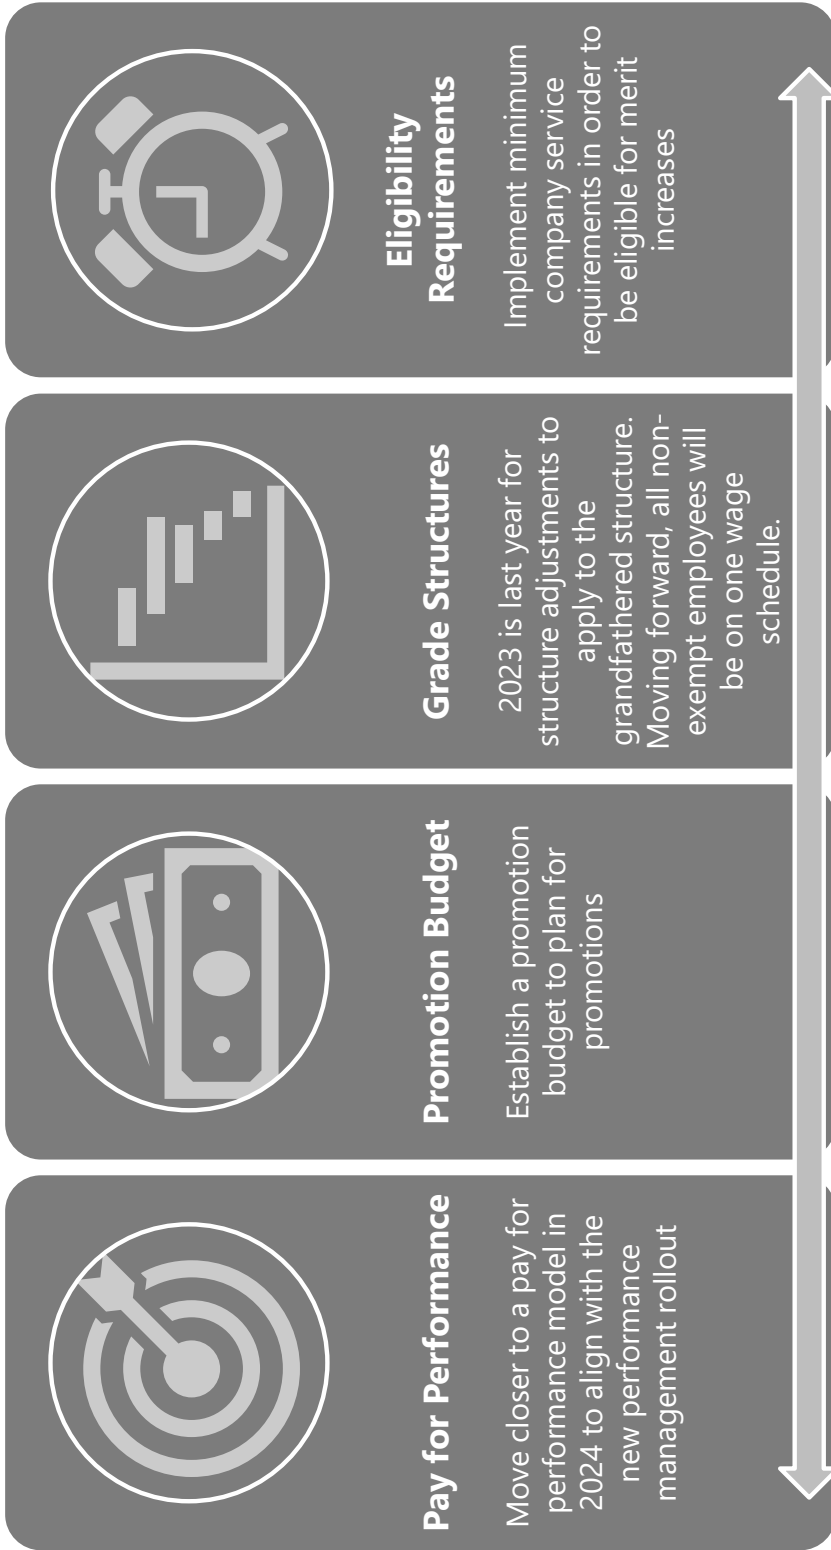 Pay for Performance
Move closer to a pay for
performance model in
2024 to align with the
new performance
management rollout
Promotion Budget
Establish a promotion
budget to plan for
promotions
Grade Structures
2023 is last year for
structure adjustments to
apply to the
grandfathered structure.
Moving forward, all non-
exempt employees will
be on one wage
schedule.
Eligibility
Requirements
Implement minimum
company service
requirements in order to
be eligible for merit
increases